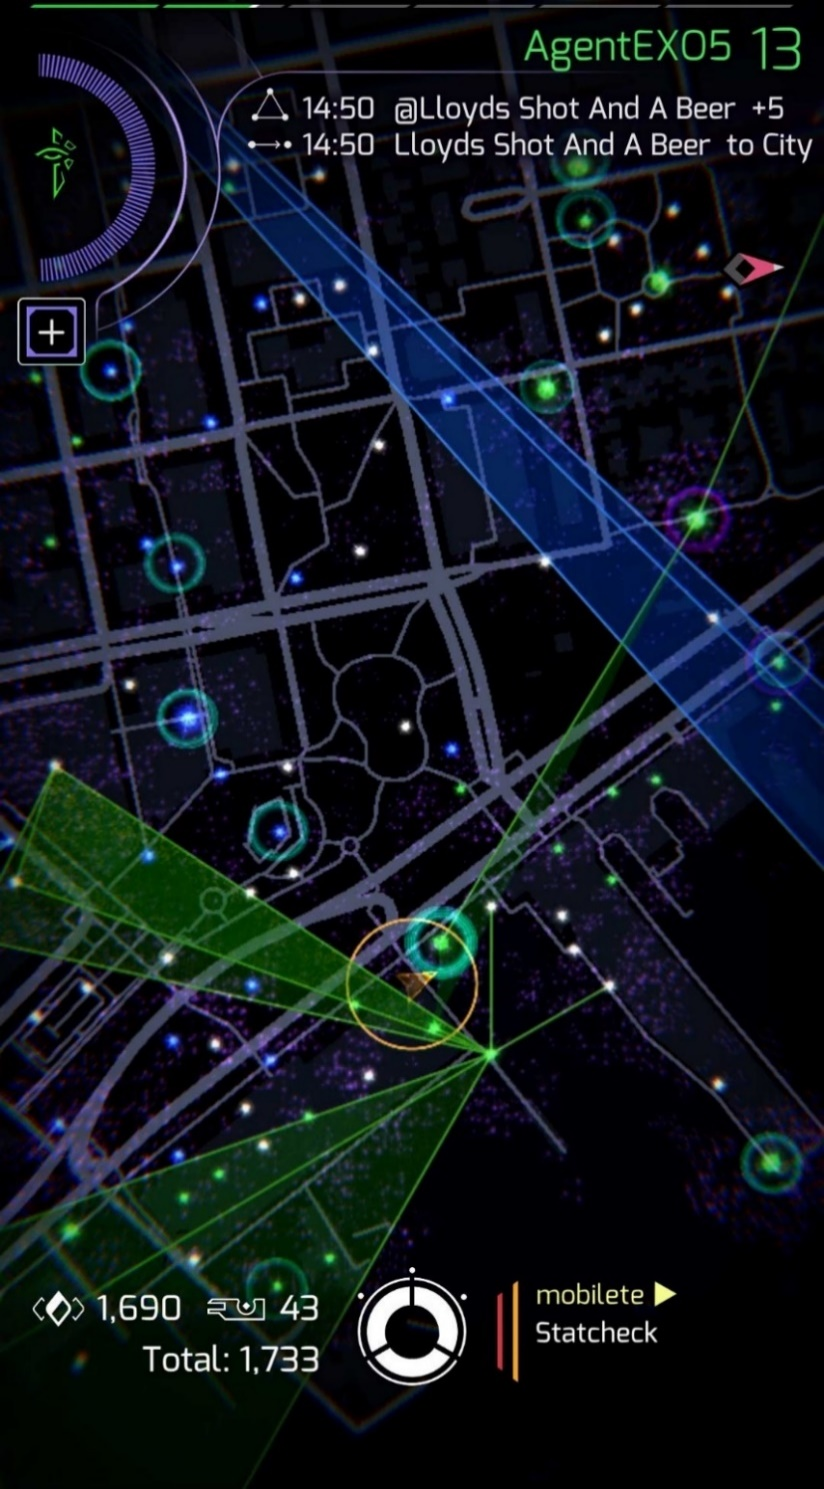 AgentEXO5 13
14:50 @Lloyds Shot And A Beer +5
14:50 Lloyds Shot And A Beer to City
1,690 43
Total: 1,733
mobilete
Statcheck